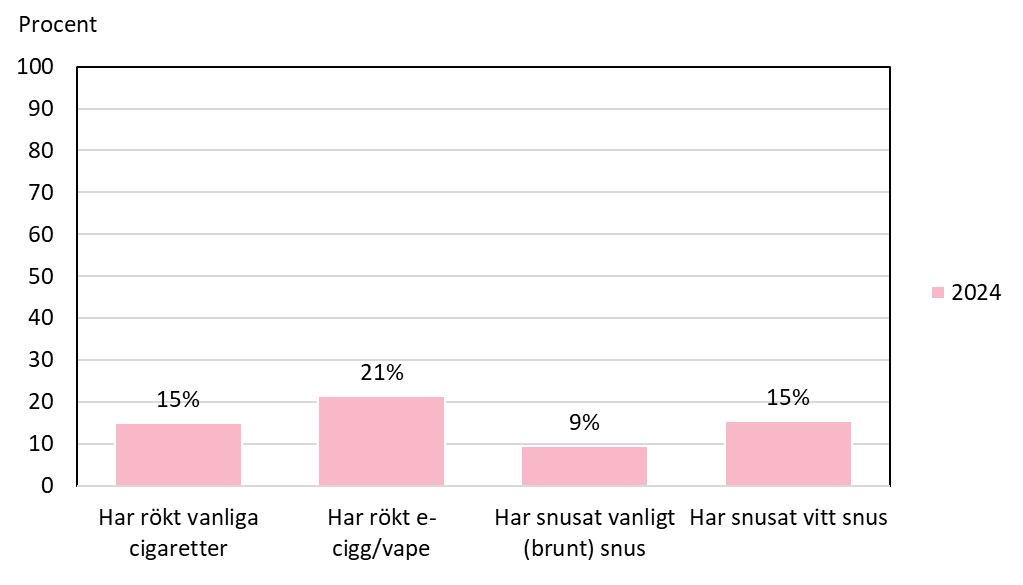 Procent
100
90
80
70
60
50
40
30
20
10
0
15%
21%
9%
15%
Har rökt vanliga
cigaretter
Har rökt e-
cigg/vape
Har snusat vanligt
(brunt) snus
Har snusat vitt snus
2024